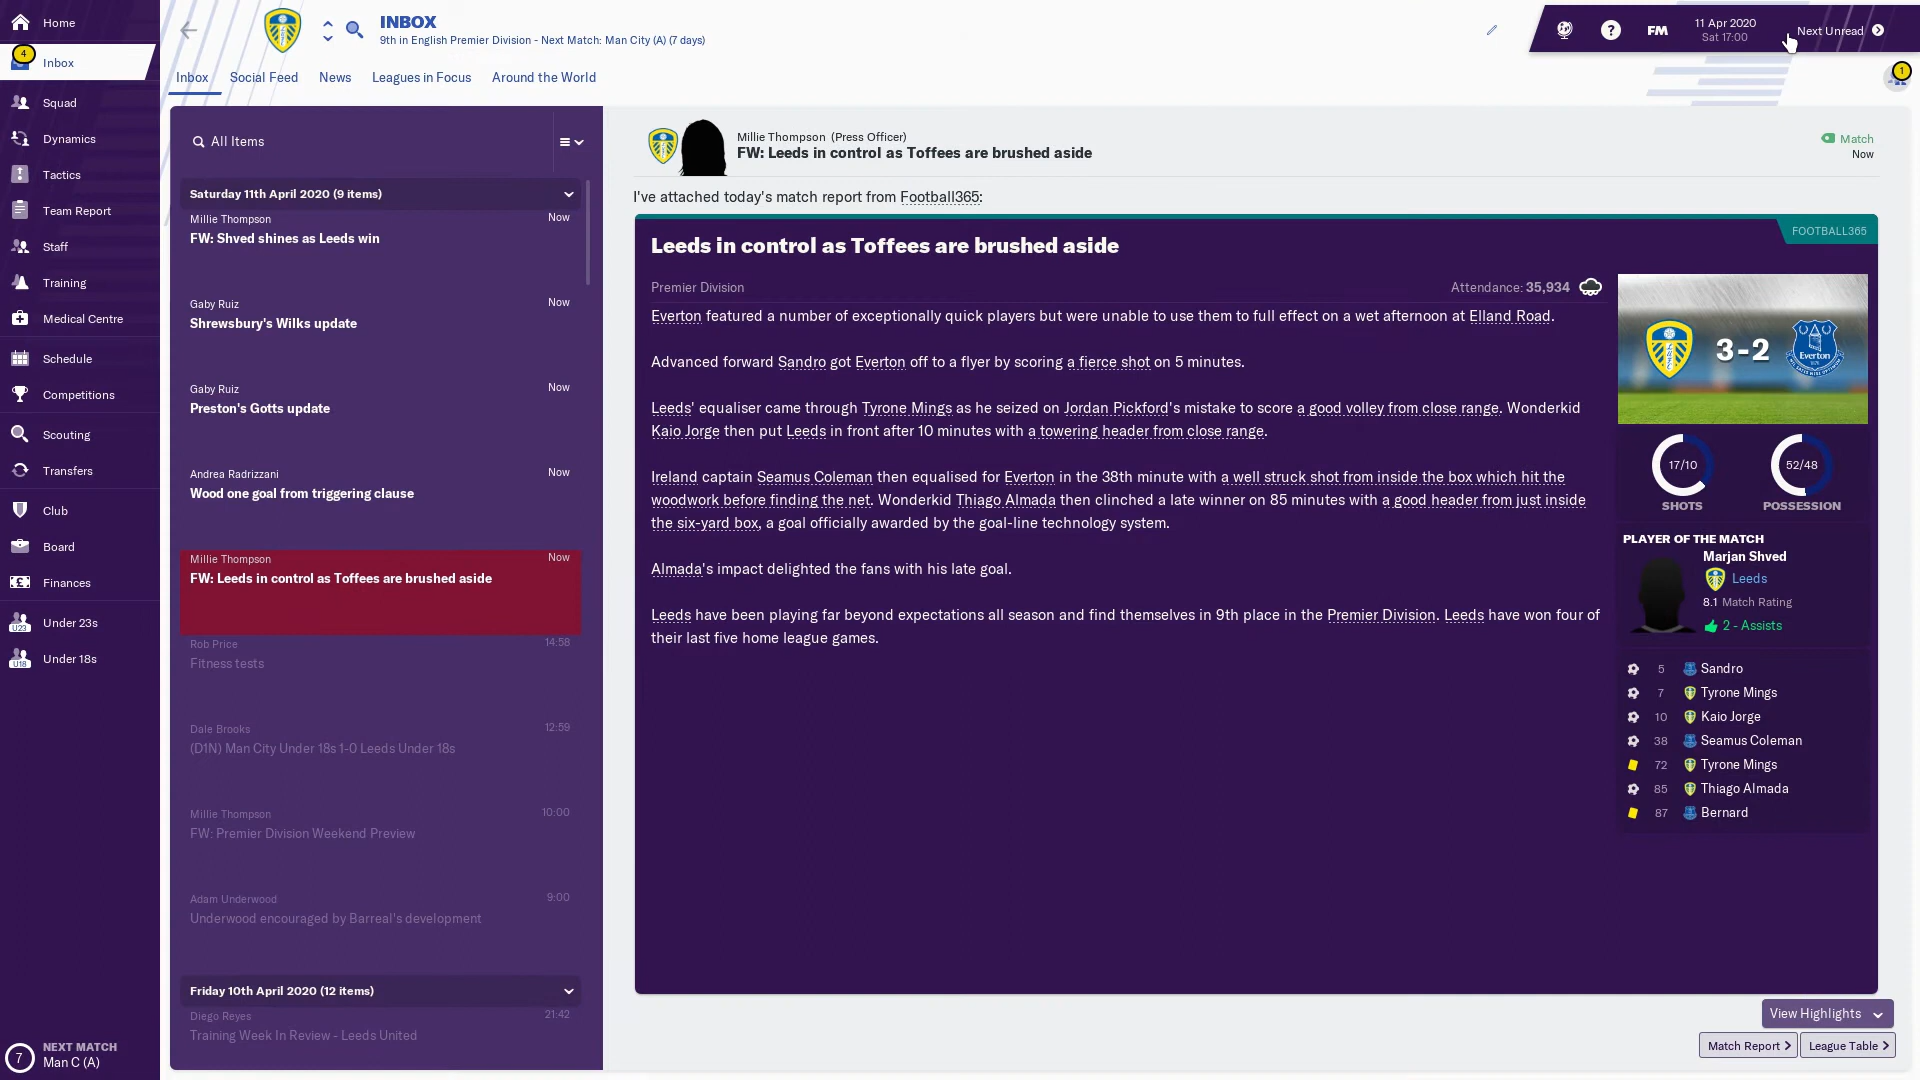 Home
4
Inbox
Squad
Dynamics
Tactics
Team Report
Staff
Training
Medical Centre
Schedule
Competitions
Scouting
Transfers
Club
Board
Finances
U23
Under 23s
U18
Under 18s
7
NEXT MATCH
Man C (A)
INBOX
9th in English Premier Division - Next Match: Man City (A) (7 days)
FM
11 Apr 2020
Sat 17:00
Next Unread
1
Inbox
Social Feed
News
Leagues in Focus
Around the World
All Items
Saturday 11th April 2020 (9 items)
Millie Thompson Now
FW: Shved shines as Leeds win
Gaby Ruiz Now
Shrewsbury's Wilks update
Gaby Ruiz Now
Preston's Gotts update
Andrea Radrizzani Now
Wood one goal from triggering clause
Millie Thompson Now
FW: Leeds in control as Toffees are brushed aside
Rob Price 14:58
Fitness tests
Dale Brooks 12:59
(D1N) Man City Under 18s 1-0 Leeds Under 18s
Millie Thompson 10:00
FW: Premier Division Weekend Preview
Adam Underwood 9:00
Underwood encouraged by Barreal's development
Friday 10th April 2020 (12 items)
Diego Reyes 21:42
Training Week In Review - Leeds United
Millie Thompson (Press Officer)
FW: Leeds in control as Toffees are brushed aside
Match
Now
I've attached today's match report from Football365:
FOOTBALL365
Leeds in control as Toffees are brushed aside
Premier Division Attendance: 35,934
Everton featured a number of exceptionally quick players but were unable to use them to full effect on a wet afternoon at Elland Road.
Advanced forward Sandro got Everton off to a flyer by scoring a fierce shot on 5 minutes.
Leeds' equaliser came through Tyrone Mings as he seized on Jordan Pickford's mistake to score a good volley from close range. Wonderkid
Kaio Jorge then put Leeds in front after 10 minutes with a towering header from close range.
Ireland captain Seamus Coleman then equalised for Everton in the 38th minute with a well struck shot from inside the box which hit the
woodwork before finding the net. Wonderkid Thiago Almada then clinched a late winner on 85 minutes with a good header from just inside
the six-yard box, a goal officially awarded by the goal-line technology system.
Almada's impact delighted the fans with his late goal.
Leeds have been playing far beyond expectations all season and find themselves in 9th place in the Premier Division. Leeds have won four of
their last five home league games.
3-2
Everton
17/10
SHOTS
52/48
POSSESSION
PLAYER OF THE MATCH
Marjan Shved
Leeds
8.1 Match Rating
2 - Assists
5 Sandro
7 Tyrone Mings
10 Kaio Jorge
38 Seamus Coleman
72 Tyrone Mings
85 Thiago Almada
87 Bernard
View Highlights
Match Report
League Table